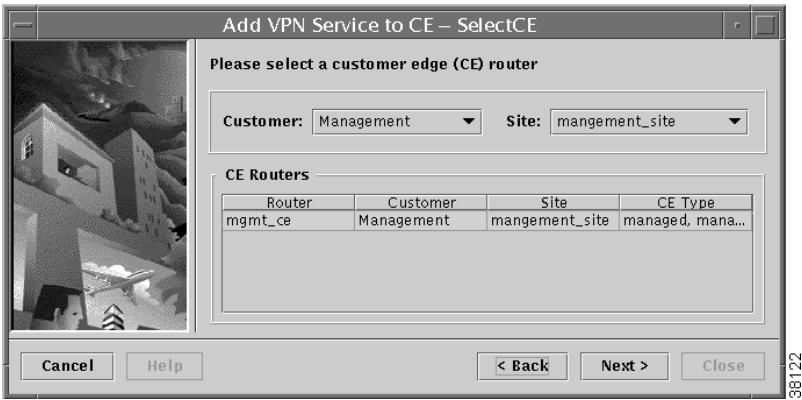 Add VPN Service to CE – SelectCE
Please select a customer edge (CE) router
Customer: Management Site: mangement_site
CE Routers
Router Customer Site CE Type
mgmt_ce Management mangement_site managed, mana...
Cancel Help < Back Next > Close
38122